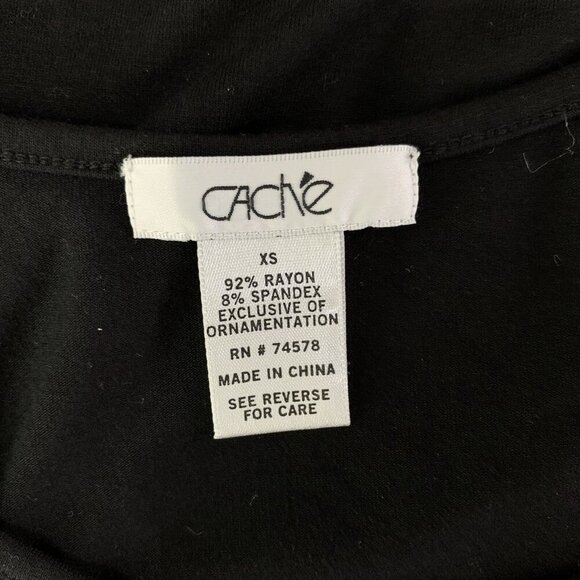 CAChé
XS
92% RAYON
8% SPANDEX
EXCLUSIVE OF
ORNAMENTATION
RN # 74578
MADE IN CHINA
SEE REVERSE
FOR CARE